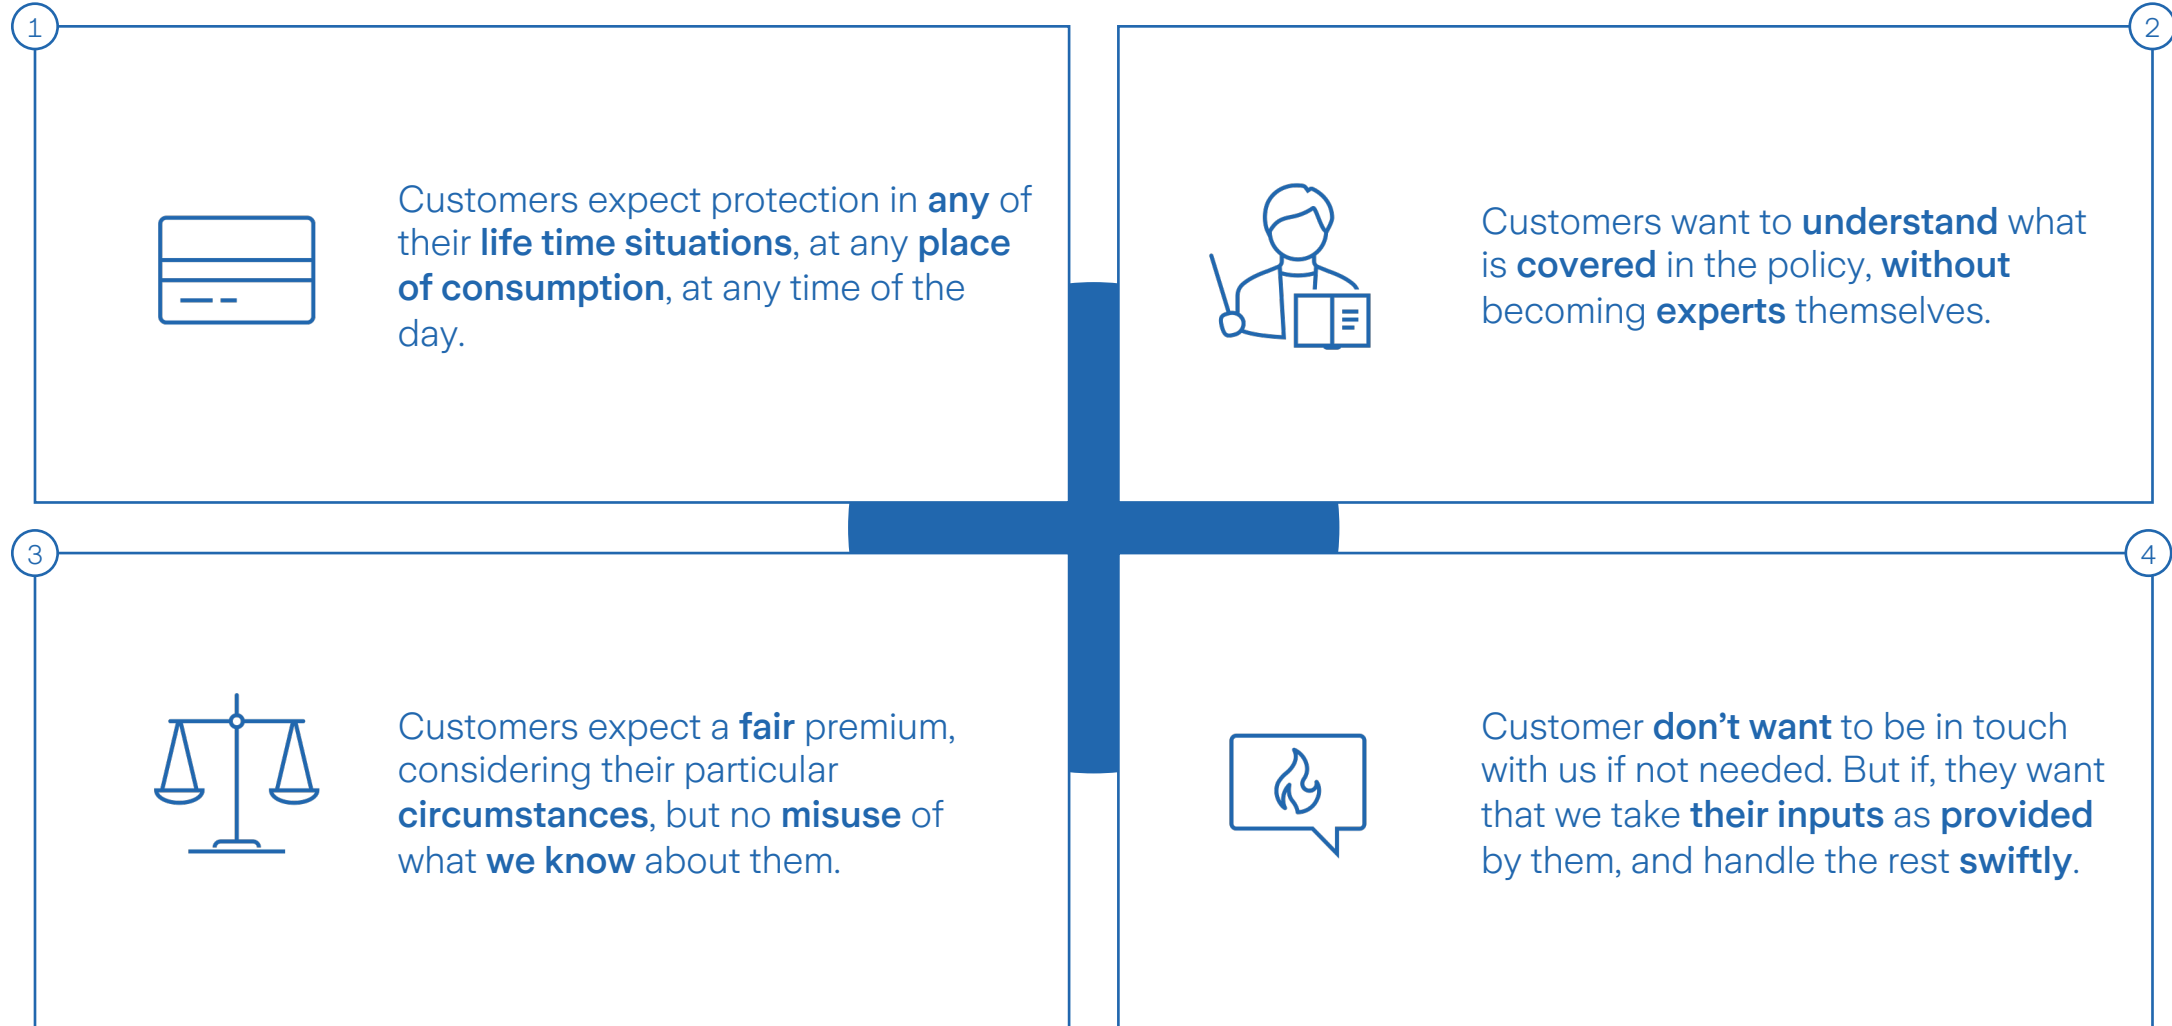 1
Customers expect protection in any of
their life time situations, at any place
of consumption, at any time of the
day.
2
Customers want to understand what
is covered in the policy, without
becoming experts themselves.
3
Customers expect a fair premium,
considering their particular
circumstances, but no misuse of
what we know about them.
4
Customer don’t want to be in touch
with us if not needed. But if, they want
that we take their inputs as provided
by them, and handle the rest swiftly.